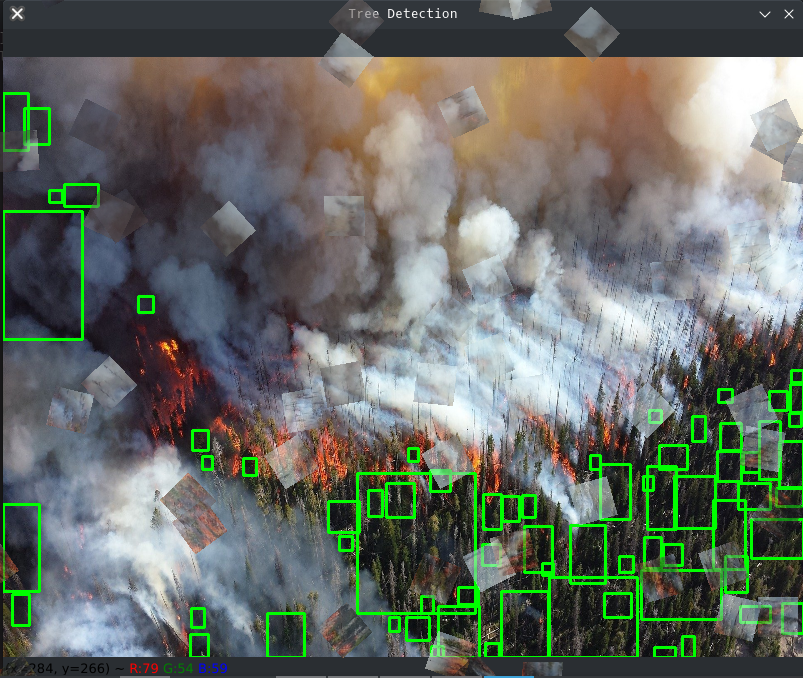 Tree Detection
(x=284, y=266) ~ R:79 G:54 B:59